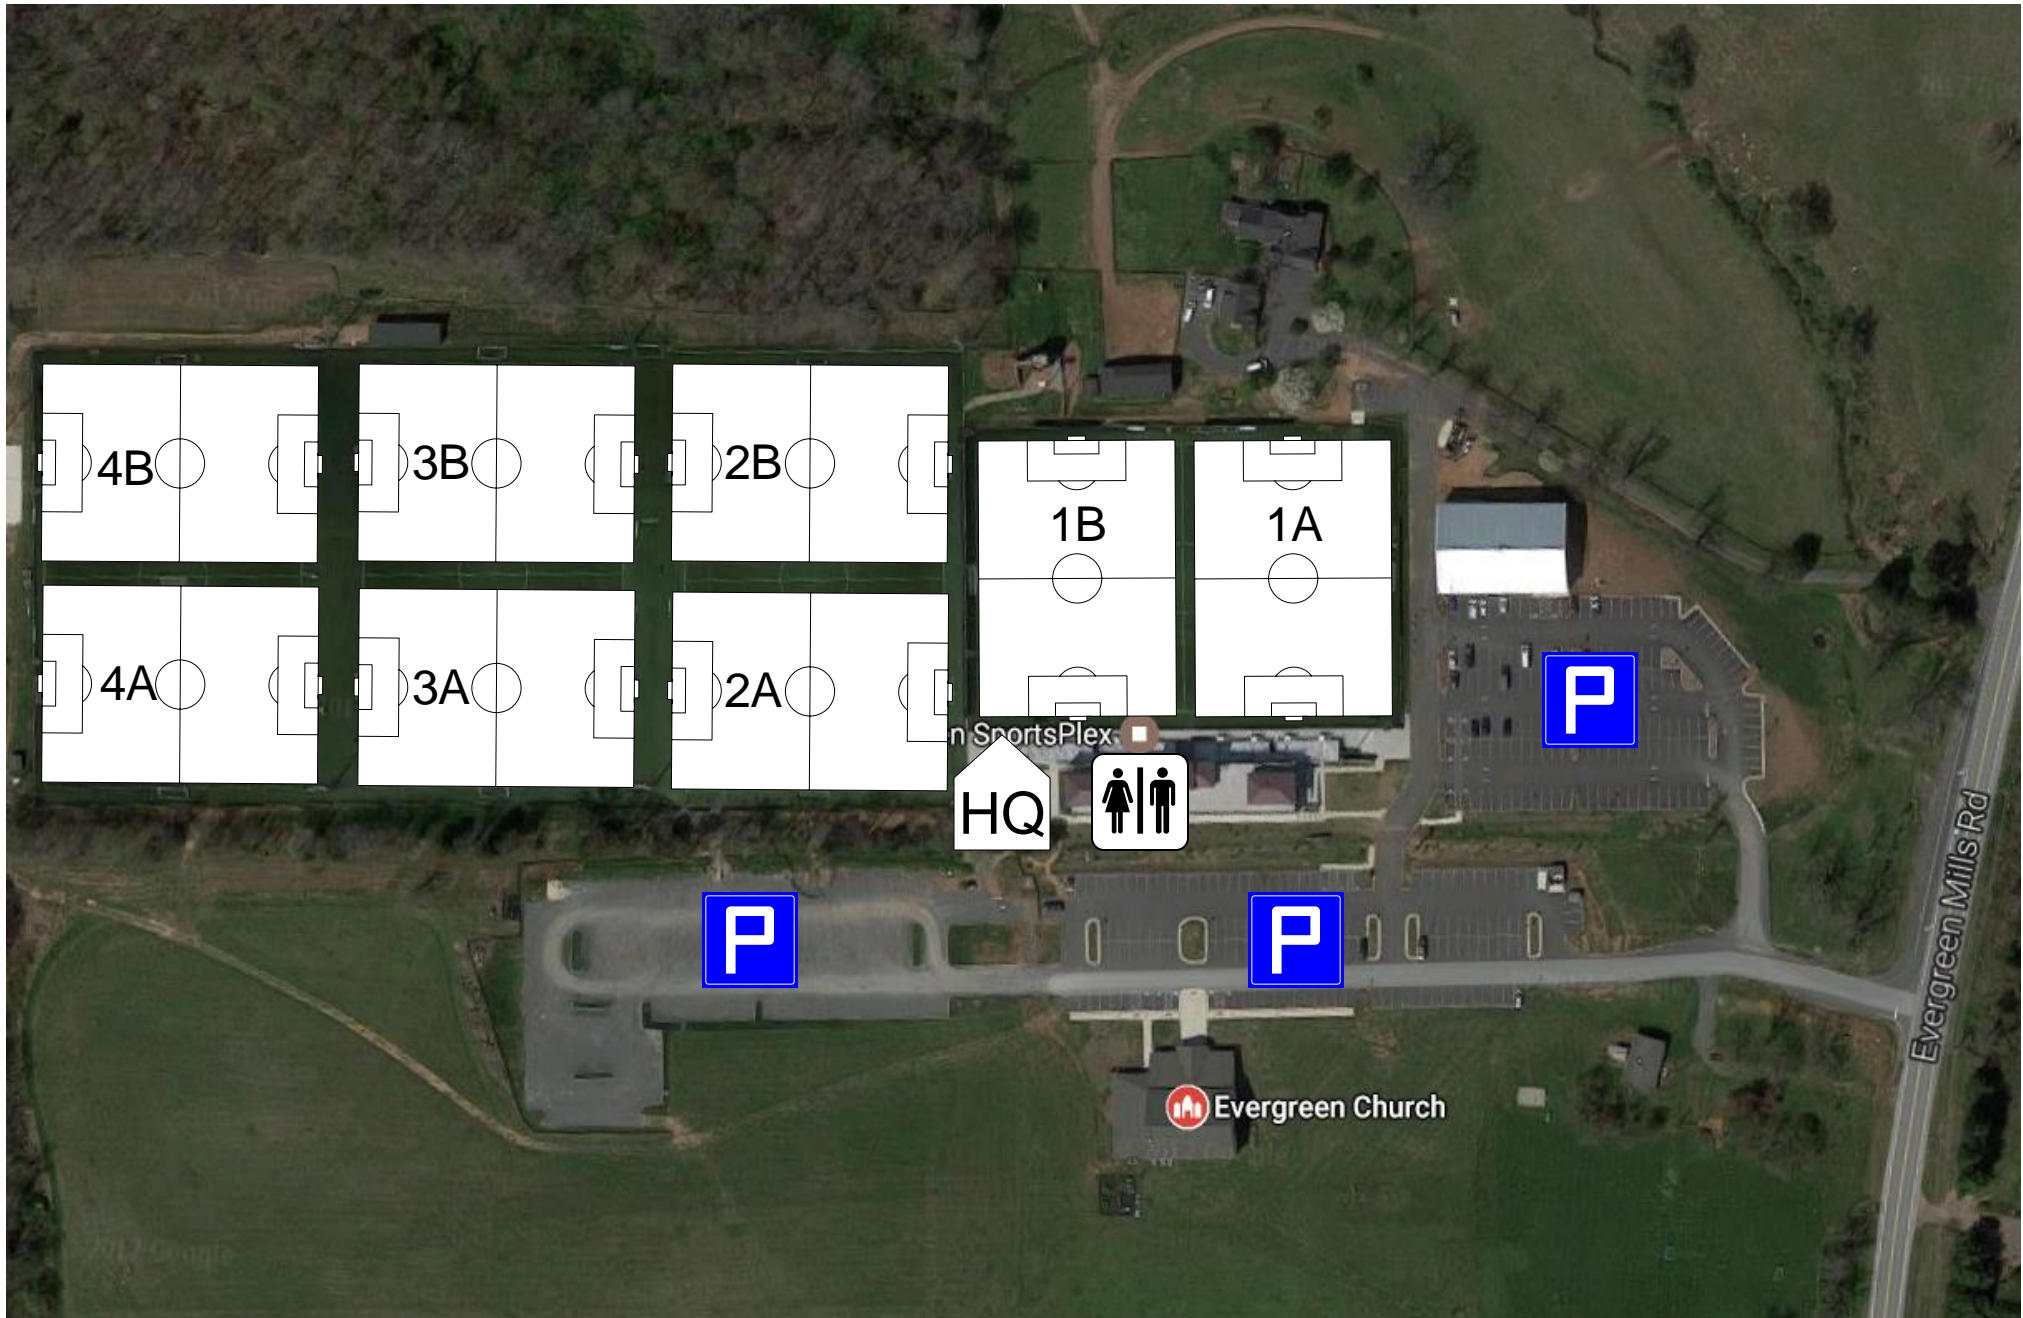 4B
3B
2B
1B
1A
4A
3A
2A
n SportsPlex
P
HQ
P
P
Evergreen Mills Rd
Evergreen Church